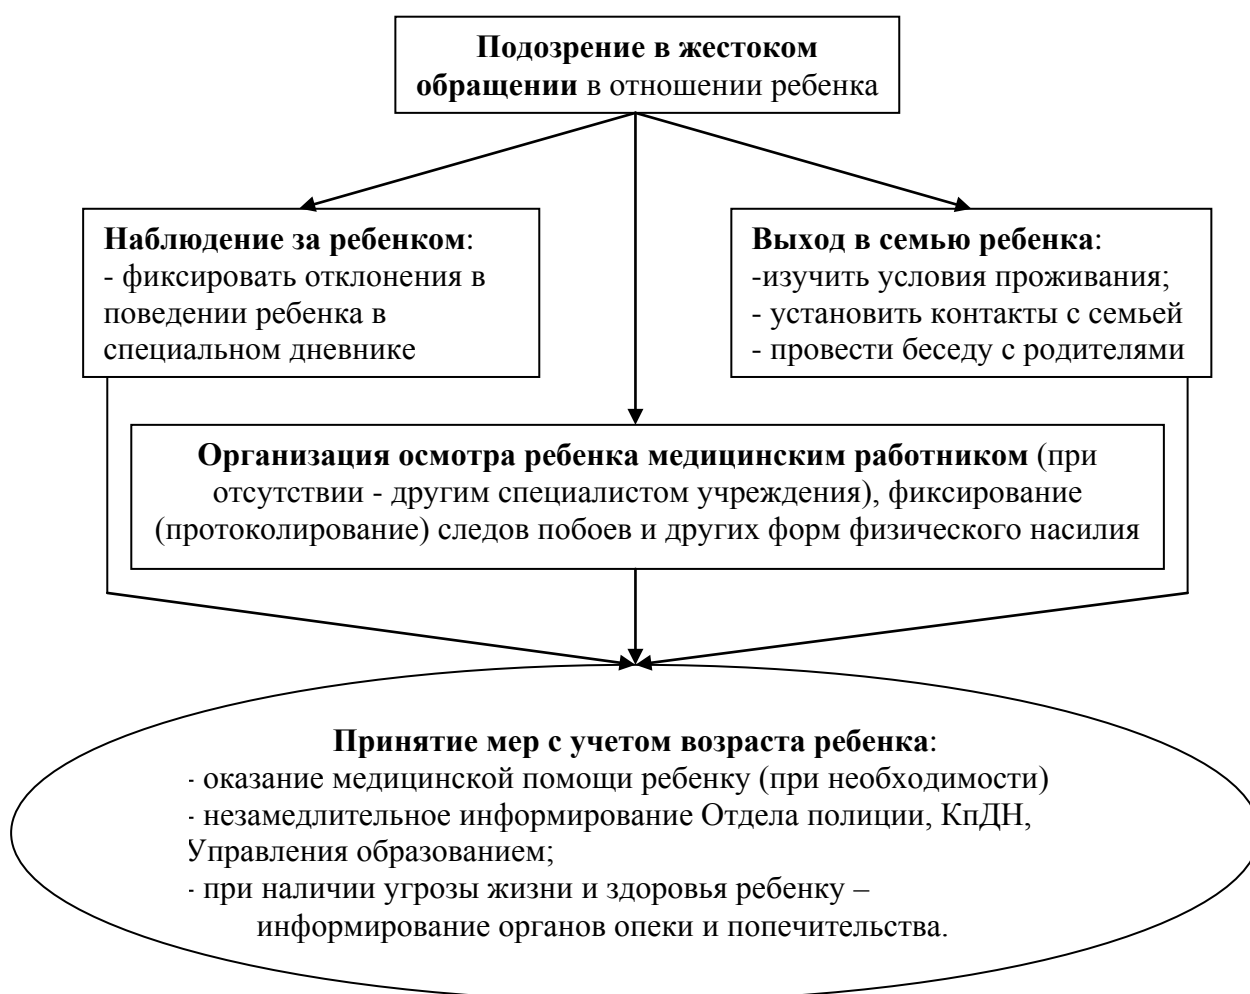 Подозрение в жестоком
обращении в отношении ребенка
Наблюдение за ребенком:
- фиксировать отклонения в
поведении ребенка в
специальном дневнике
Выход в семью ребенка:
-изучить условия проживания;
- установить контакты с семьей
- провести беседу с родителями
Организация осмотра ребенка медицинским работником (при
отсутствии - другим специалистом учреждения), фиксирование
(протоколирование) следов побоев и других форм физического насилия
Принятие мер с учетом возраста ребенка:
- оказание медицинской помощи ребенку (при необходимости)
- незамедлительное информирование Отдела полиции, КпДН,
Управления образованием;
- при наличии угрозы жизни и здоровья ребенку –
информирование органов опеки и попечительства.